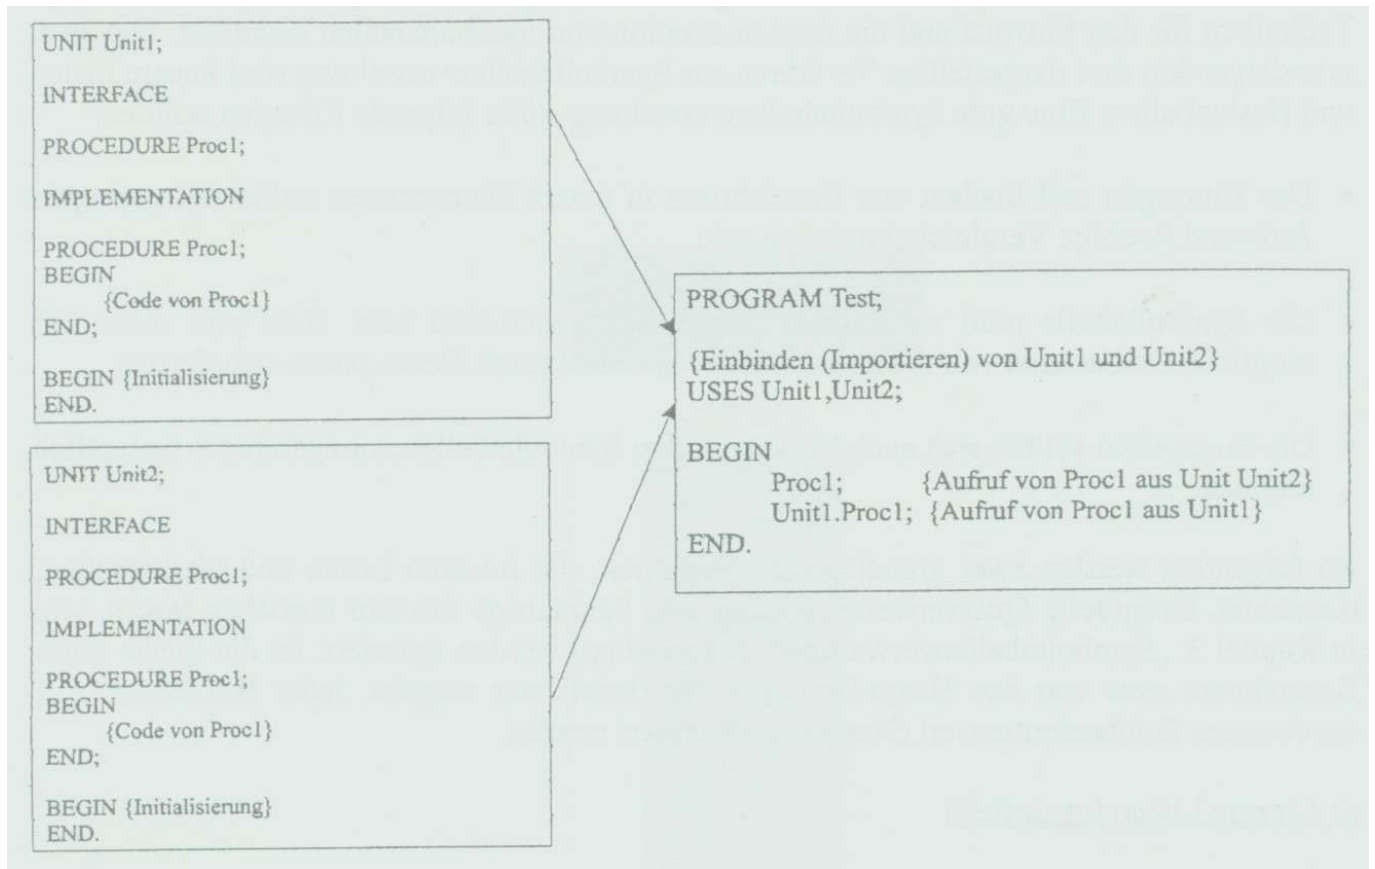 UNIT Unit1;
INTERFACE
PROCEDURE Proc1;
IMPLEMENTATION
PROCEDURE Proc1;
BEGIN
{Code von Proc1}
END;
BEGIN {Initialisierung}
END.
UNIT Unit2;
INTERFACE
PROCEDURE Proc1;
IMPLEMENTATION
PROCEDURE Proc1;
BEGIN
{Code von Proc1}
END;
BEGIN {Initialisierung}
END.
PROGRAM Test;
{Einbinden (Importieren) von Unit1 und Unit2}
USES Unit1,Unit2;
BEGIN
Proc1; {Aufruf von Proc1 aus Unit Unit2}
Unit1.Proc1; {Aufruf von Proc1 aus Unit1}
END.